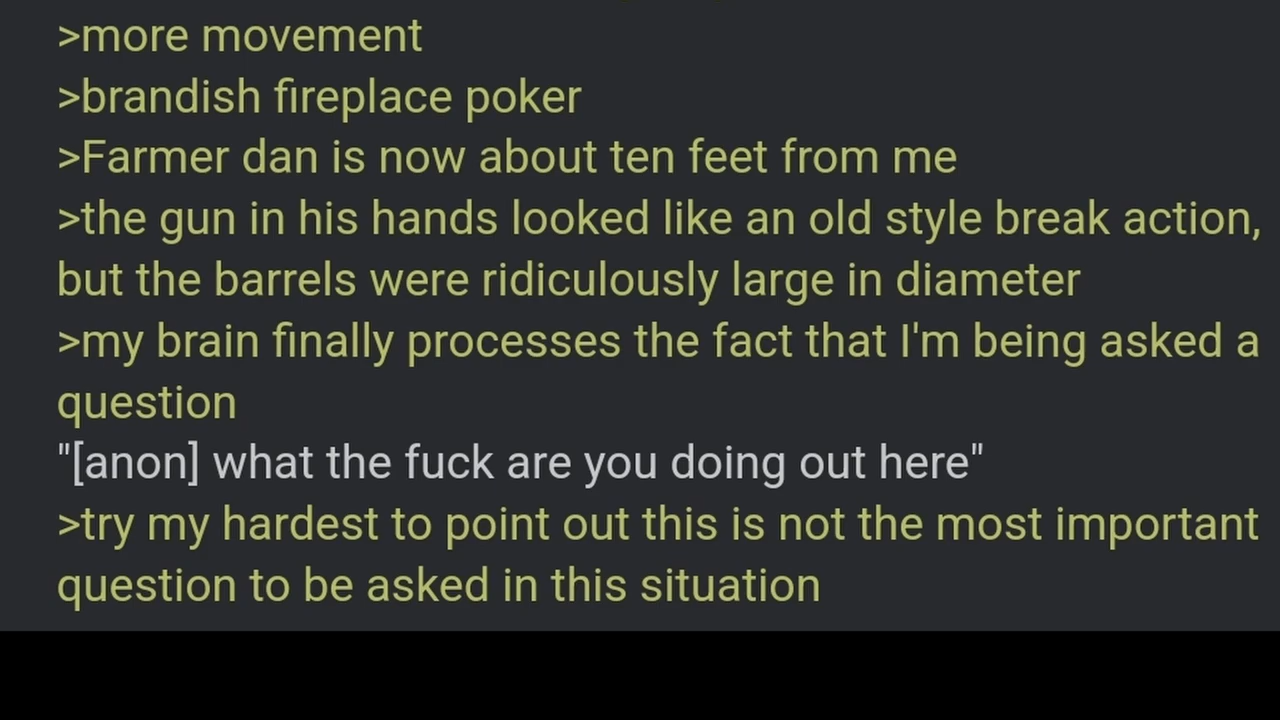 >more movement
>brandish fireplace poker
>Farmer dan is now about ten feet from me
>the gun in his hands looked like an old style break action,
but the barrels were ridiculously large in diameter
>my brain finally processes the fact that I'm being asked a
question
"[anon] what the fuck are you doing out here"
>try my hardest to point out this is not the most important
question to be asked in this situation